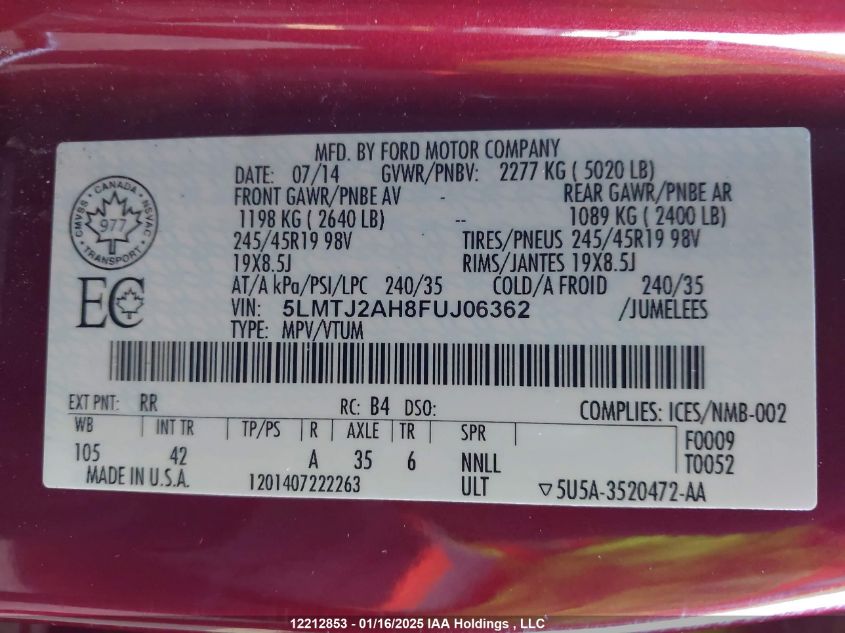 MFD. BY FORD MOTOR COMPANY
DATE: 07/14 GVWR/PNBV: 2277 KG ( 5020 LB)
FRONT GAWR/PNBE AV - REAR GAWR/PNBE AR
1198 KG ( 2640 LB) -- 1089 KG ( 2400 LB)
245/45R19 98V TIRES/PNEUS 245/45R19 98V
19X8.5J RIMS/JANTES 19X8.5J
AT/A kPa/PSI/LPC 240/35 COLD/A FROID 240/35
VIN: 5LMTJ2AH8FUJ06362 /JUMELEES
TYPE: MPV/VTUM
CMVSS • CANADA • NSVAC • TRANSPORT •
977
EC
EXT PNT: RR RC: B4 DSO: COMPLIES: ICES/NMB-002
WB INT TR TP/PS R AXLE TR SPR F0009
105 42 A 35 6 NNLL T0052
MADE IN U.S.A. 1201407222263 ULT ▽5U5A-3520472-AA
12212853 - 01/16/2025 IAA Holdings , LLC